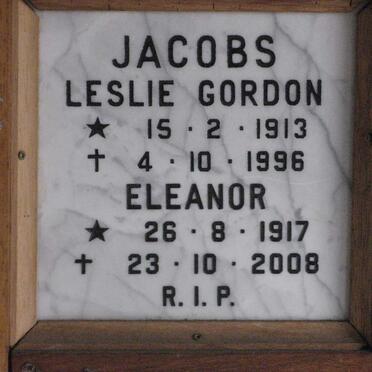 JACOBS
LESLIE GORDON
★ 15 · 2 · 1913
✝ 4 · 10 · 1996
ELEANOR
★ 26 · 8 · 1917
✝ 23 · 10 · 2008
R. I. P.